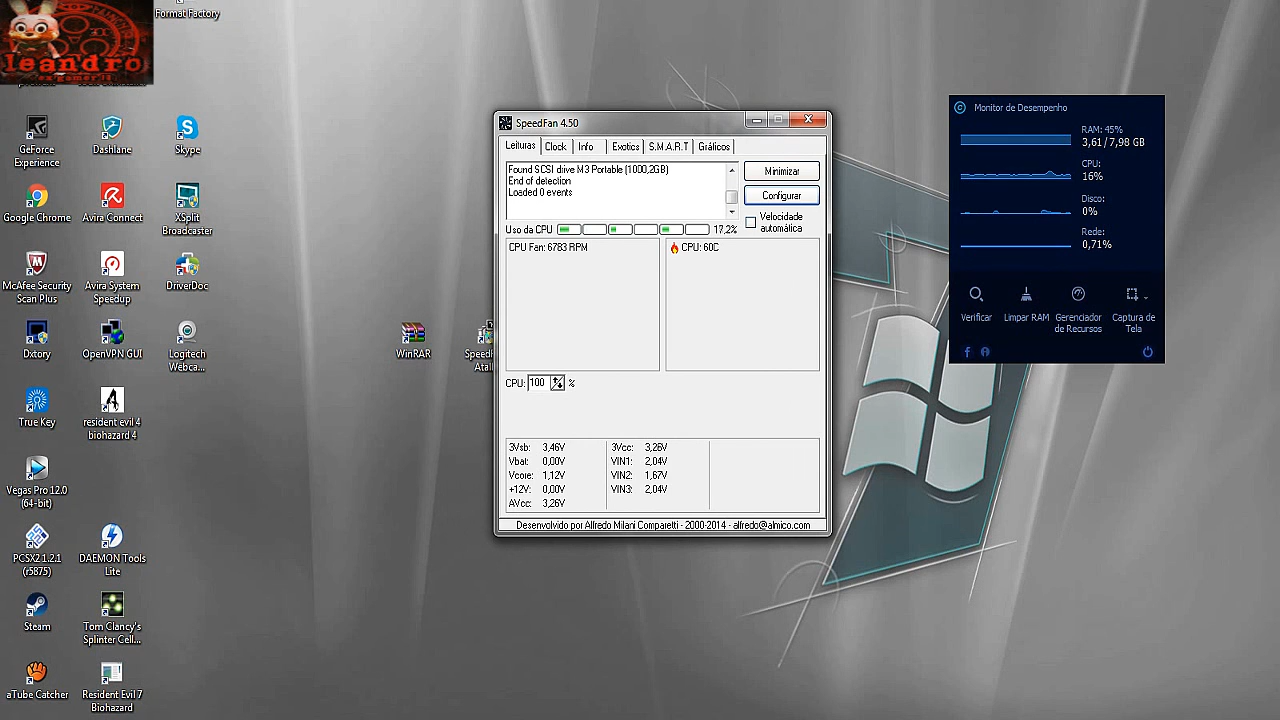 Format Factory
leandro
GeForce
Experience
Dashlane
Skype
Google Chrome
Avira Connect
XSplit
Broadcaster
McAfee Security
Scan Plus
Avira System
Speedup
DriverDoc
Dxtory
OpenVPN GUI
Logitech
Webca...
True Key
resident evil 4
biohazard 4
Vegas Pro 12.0
(64-bit)
PCSX2.1.2.1
(r5875)
DAEMON Tools
Lite
Steam
Tom Clancy's
Splinter Cell...
aTube Catcher
Resident Evil 7
Biohazard
WinRAR
SpeedF
Atall
SpeedFan 4.50
Leituras Clock Info Exotics S.M.A.R.T Gráficos
Found SCSI drive M3 Portable (1000,2GB)
End of detection
Loaded 0 events
Minimizar
Configurar
Velocidade
automática
Uso da CPU 17,2%
CPU Fan: 6783 RPM
CPU: 60C
CPU: 100 %
3Vsb: 3,46V
Vbat: 0,00V
Vcore: 1,12V
+12V: 0,00V
AVcc: 3,26V
3Vcc: 3,26V
VIN1: 2,04V
VIN2: 1,67V
VIN3: 2,04V
Desenvolvido por Alfredo Milani Comparetti - 2000-2014 - alfredo@almico.com
Monitor de Desempenho
RAM: 45%
3,61/7,98 GB
CPU:
16%
Disco:
0%
Rede:
0,71%
Verificar
Limpar RAM
Gerenciador
de Recursos
Captura de
Tela